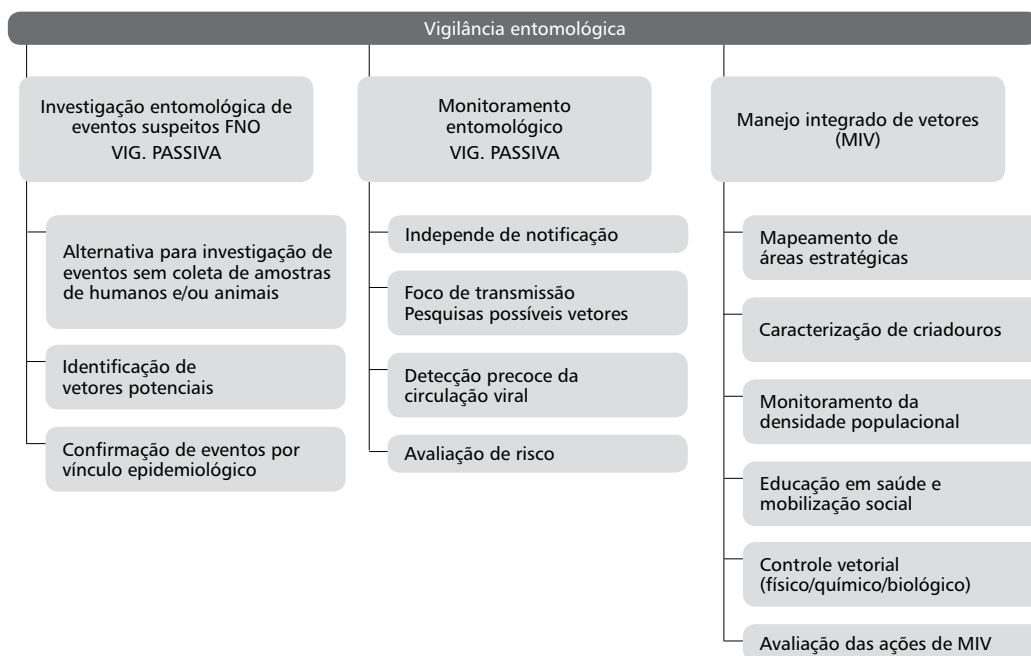 Vigilância entomológica
Investigação entomológica de
eventos suspeitos FNO
VIG. PASSIVA
Alternativa para investigação de
eventos sem coleta de amostras
de humanos e/ou animais
Identificação de
vetores potenciais
Confirmação de eventos por
vínculo epidemiológico
Monitoramento
entomológico
VIG. PASSIVA
Independe de notificação
Foco de transmissão
Pesquisas possíveis vetores
Detecção precoce da
circulação viral
Avaliação de risco
Manejo integrado de vetores
(MIV)
Mapeamento de
áreas estratégicas
Caracterização de criadouros
Monitoramento da
densidade populacional
Educação em saúde e
mobilização social
Controle vetorial
(físico/químico/biológico)
Avaliação das ações de MIV